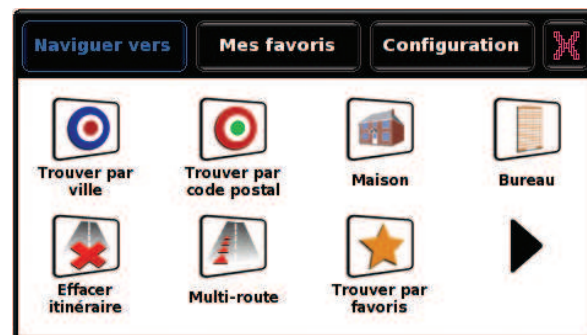 Naviguer vers
Mes favoris
Configuration
Trouver par
ville
Trouver par
code postal
Maison
Bureau
Effacer
itinéraire
Multi-route
Trouver par
favoris